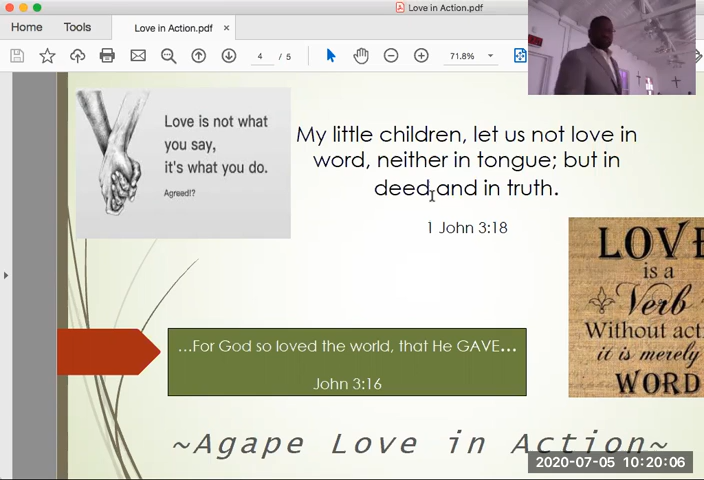 Love in Action.pdf
Home
Tools
Love in Action.pdf
×
4 / 5
71.8%
Love is not what
you say,
it's what you do.
Agreed!?
My little children, let us not love in
word, neither in tongue; but in
deed and in truth.
1 John 3:18
LOVE
is a
Verb
Without acti
it is merely
WORD
...For God so loved the world, that He GAVE...
John 3:16
~Agape Love in Action~
2020-07-05 10:20:06